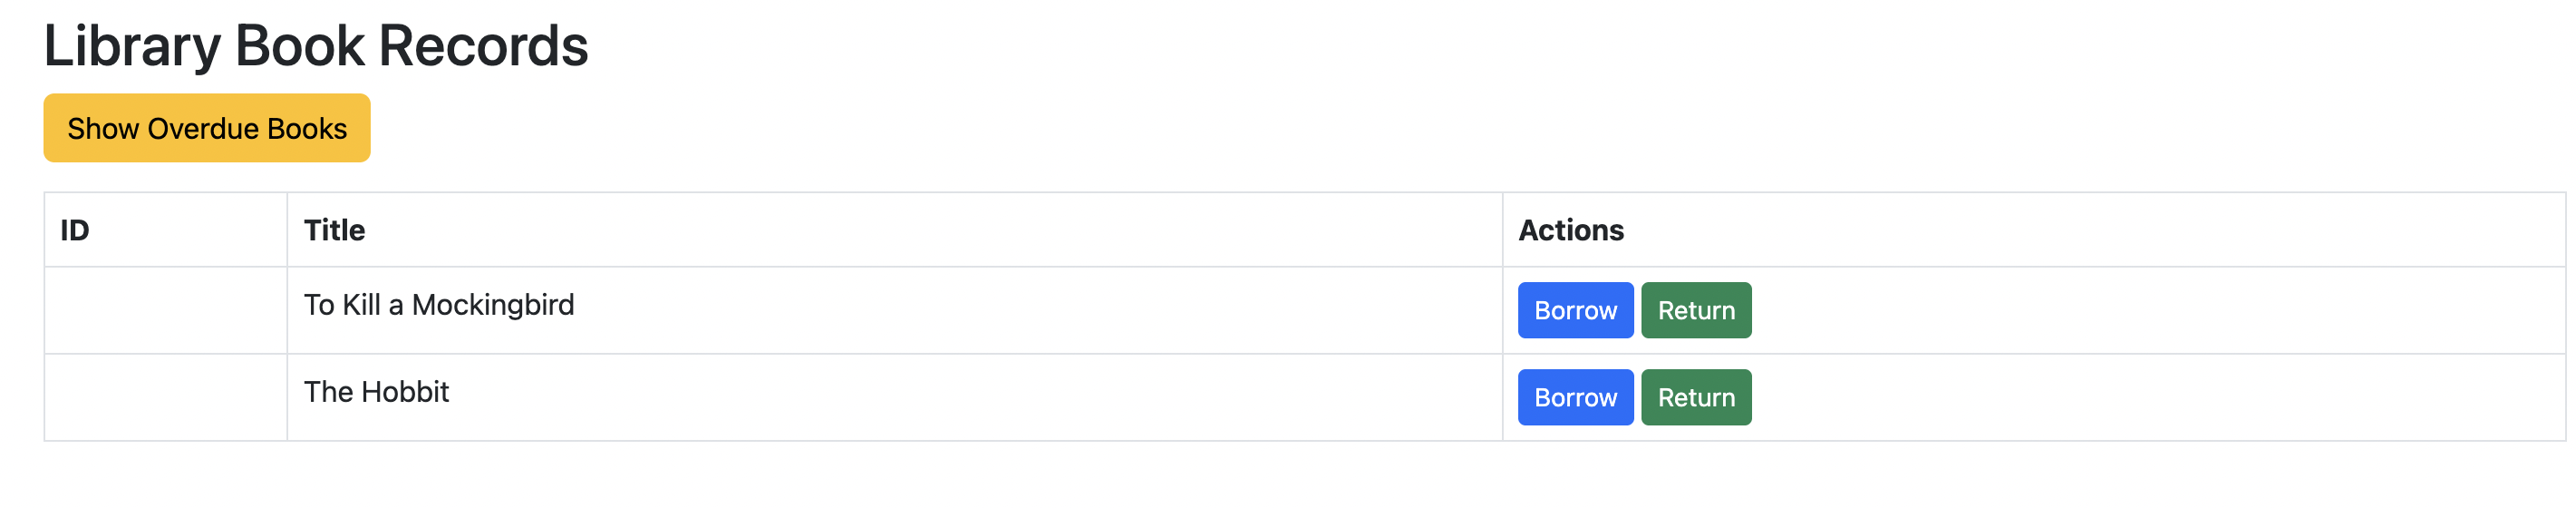 Library Book Records
Show Overdue Books
ID Title Actions
To Kill a Mockingbird Borrow Return
The Hobbit Borrow Return